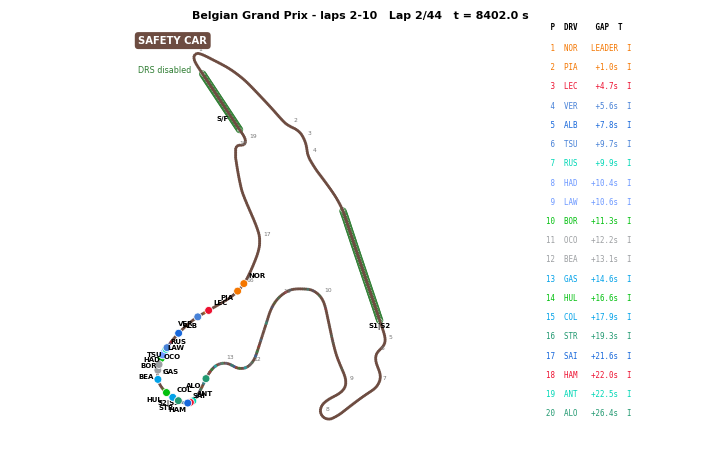 Belgian Grand Prix - laps 2-10 Lap 2/44 t = 8402.0 s
SAFETY CAR
DRS disabled
P DRV GAP T
1 NOR LEADER I
2 PIA +1.0s I
3 LEC +4.7s I
4 VER +5.6s I
5 ALB +7.8s I
6 TSU +9.7s I
7 RUS +9.9s I
8 HAD +10.4s I
9 LAW +10.6s I
10 BOR +11.3s I
11 OCO +12.2s I
12 BEA +13.1s I
13 GAS +14.6s I
14 HUL +16.6s I
15 COL +17.9s I
16 STR +19.3s I
17 SAI +21.6s I
18 HAM +22.0s I
19 ANT +22.5s I
20 ALO +26.4s I
S/F
19
2
3
4
17
NOR
PIA
LEC
VER
ALB
RUS
LAW
TSU
HAD
OCO
BOR
GAS
BEA
COL
HUL
STR
HAM
SAI
ANT
ALO
13
12
10
S1|S2
5
7
9
8